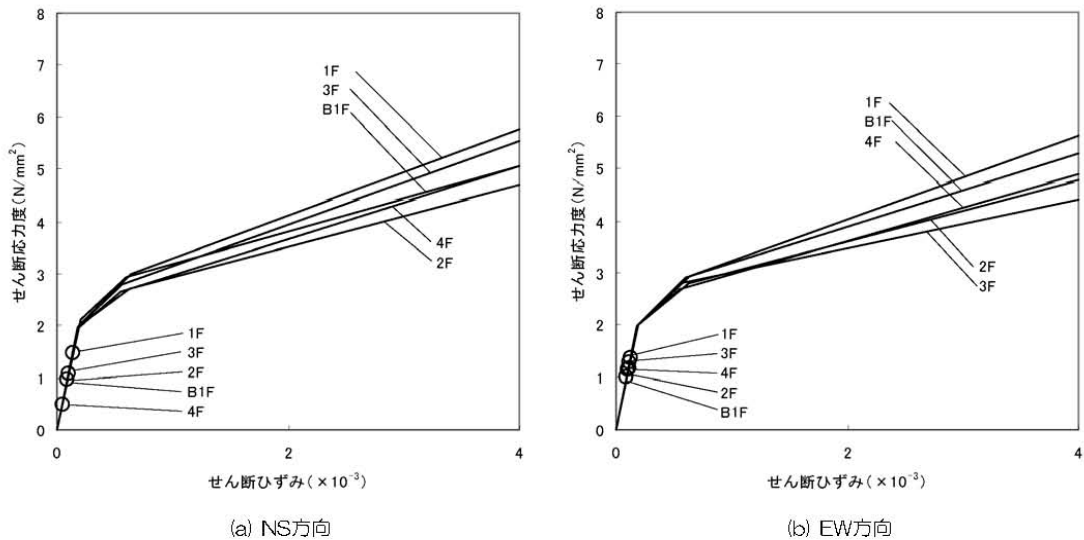 8
7
6
5
4
3
2
1
0
せん断応力度(N/mm²)
1F
3F
B1F
4F
2F
1F
3F
2F
B1F
4F
0
2
4
せん断ひずみ(×10⁻³)
(a) NS方向
8
7
6
5
4
3
2
1
0
せん断応力度(N/mm²)
1F
B1F
4F
2F
3F
1F
3F
4F
2F
B1F
0
2
4
せん断ひずみ(×10⁻³)
(b) EW方向